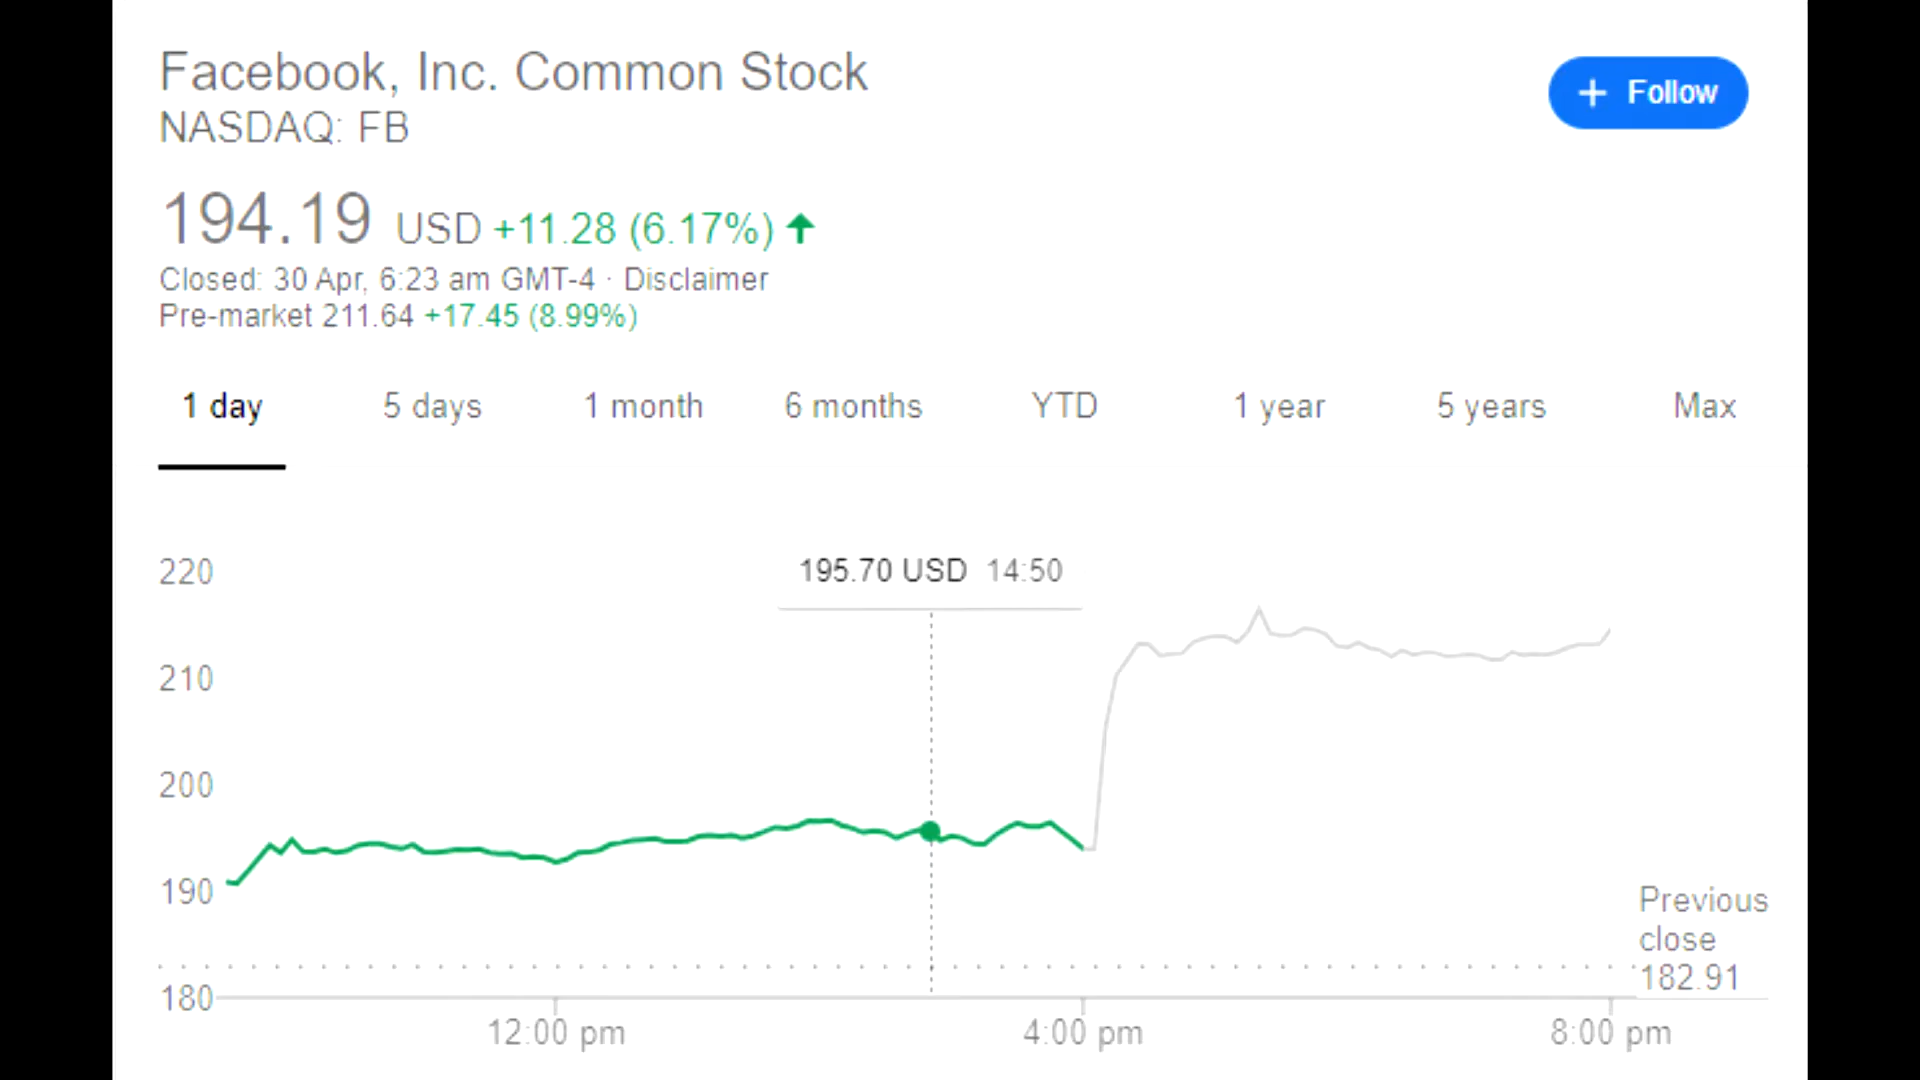 Facebook, Inc. Common Stock
NASDAQ: FB
+ Follow
194.19 USD +11.28 (6.17%) ↑
Closed: 30 Apr, 6:23 am GMT-4 · Disclaimer
Pre-market 211.64 +17.45 (8.99%)
1 day 5 days 1 month 6 months YTD 1 year 5 years Max
195.70 USD 14:50
220
210
200
190
180
Previous
close
182.91
12:00 pm 4:00 pm 8:00 pm